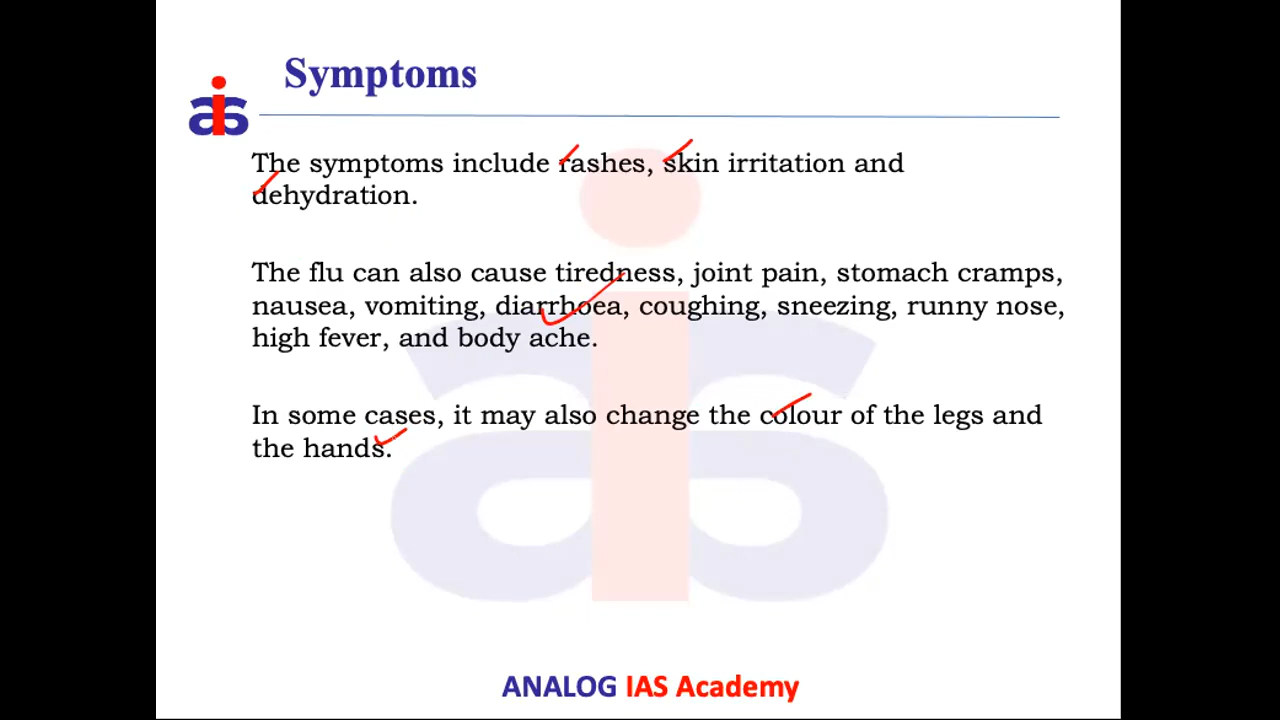 Symptoms
The symptoms include rashes, skin irritation and
dehydration.
The flu can also cause tiredness, joint pain, stomach cramps,
nausea, vomiting, diarrhoea, coughing, sneezing, runny nose,
high fever, and body ache.
In some cases, it may also change the colour of the legs and
the hands.
ANALOG IAS Academy